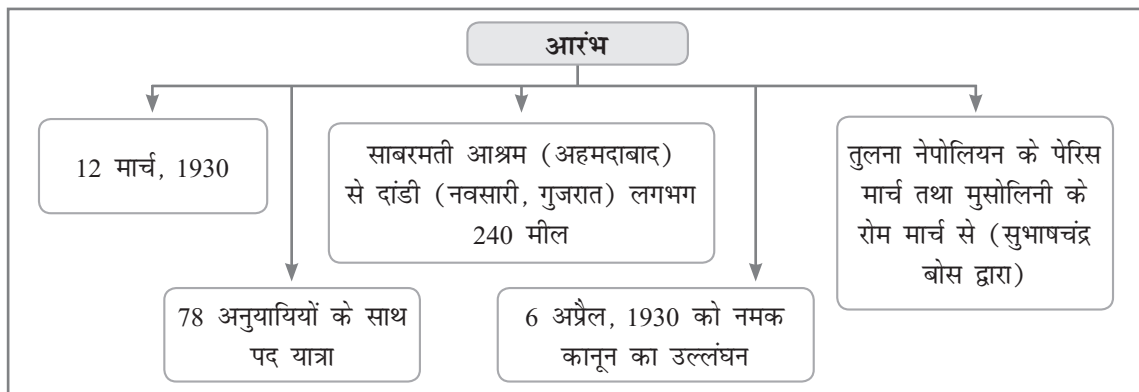 आरंभ
12 मार्च, 1930
साबरमती आश्रम (अहमदाबाद)
से दांडी (नवसारी, गुजरात) लगभग
240 मील
तुलना नेपोलियन के पेरिस
मार्च तथा मुसोलिनी के
रोम मार्च से (सुभाषचंद्र
बोस द्वारा)
78 अनुयायियों के साथ
पद यात्रा
6 अप्रैल, 1930 को नमक
कानून का उल्लंघन